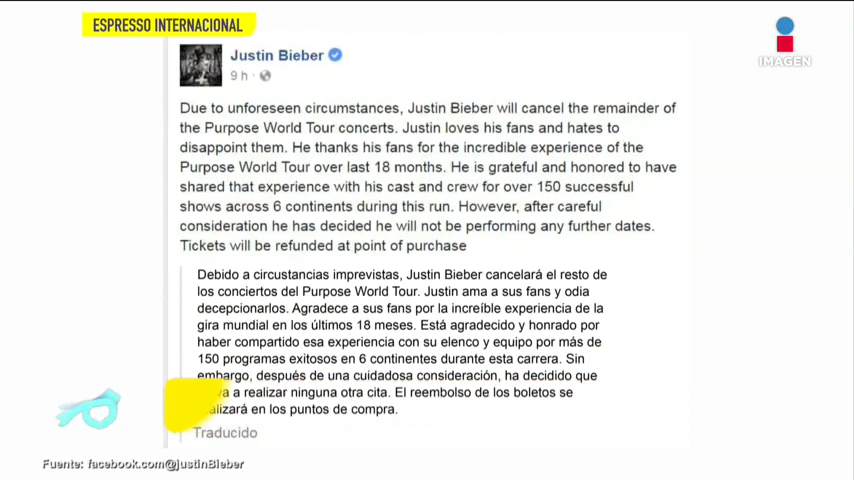 ESPRESSO INTERNACIONAL
IMAGEN
Justin Bieber
9 h
Due to unforeseen circumstances, Justin Bieber will cancel the remainder of
the Purpose World Tour concerts. Justin loves his fans and hates to
disappoint them. He thanks his fans for the incredible experience of the
Purpose World Tour over last 18 months. He is grateful and honored to have
shared that experience with his cast and crew for over 150 successful
shows across 6 continents during this run. However, after careful
consideration he has decided he will not be performing any further dates.
Tickets will be refunded at point of purchase
Debido a circustancias imprevistas, Justin Bieber cancelará el resto de
los conciertos del Purpose World Tour. Justin ama a sus fans y odia
decepcionarlos. Agradece a sus fans por la increíble experiencia de la
gira mundial en los últimos 18 meses. Está agradecido y honrado por
haber compartido esa experiencia con su elenco y equipo por más de
150 programas exitosos en 6 continentes durante esta carrera. Sin
embargo, después de una cuidadosa consideración, ha decidido que
a realizar ninguna otra cita. El reembolso de los boletos se
en los puntos de compra.
Traducido
Fuente: facebook.com@justinBieber